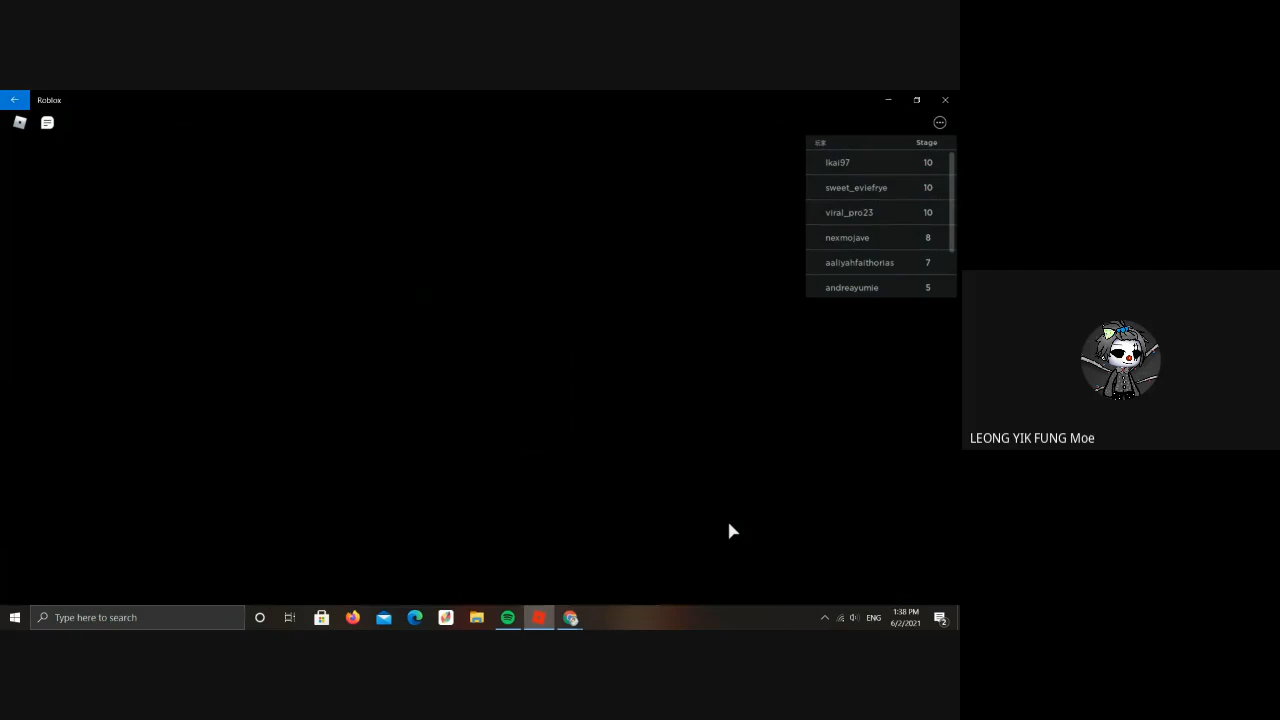 Roblox
Stage
lkai97 10
sweet_eviefrye 10
viral_pro23 10
nexmojave 8
aaliyahfaithorias 7
andreayumie 5
LEONG YIK FUNG Moe
Type here to search
ENG
1:38 PM
6/2/2021
2